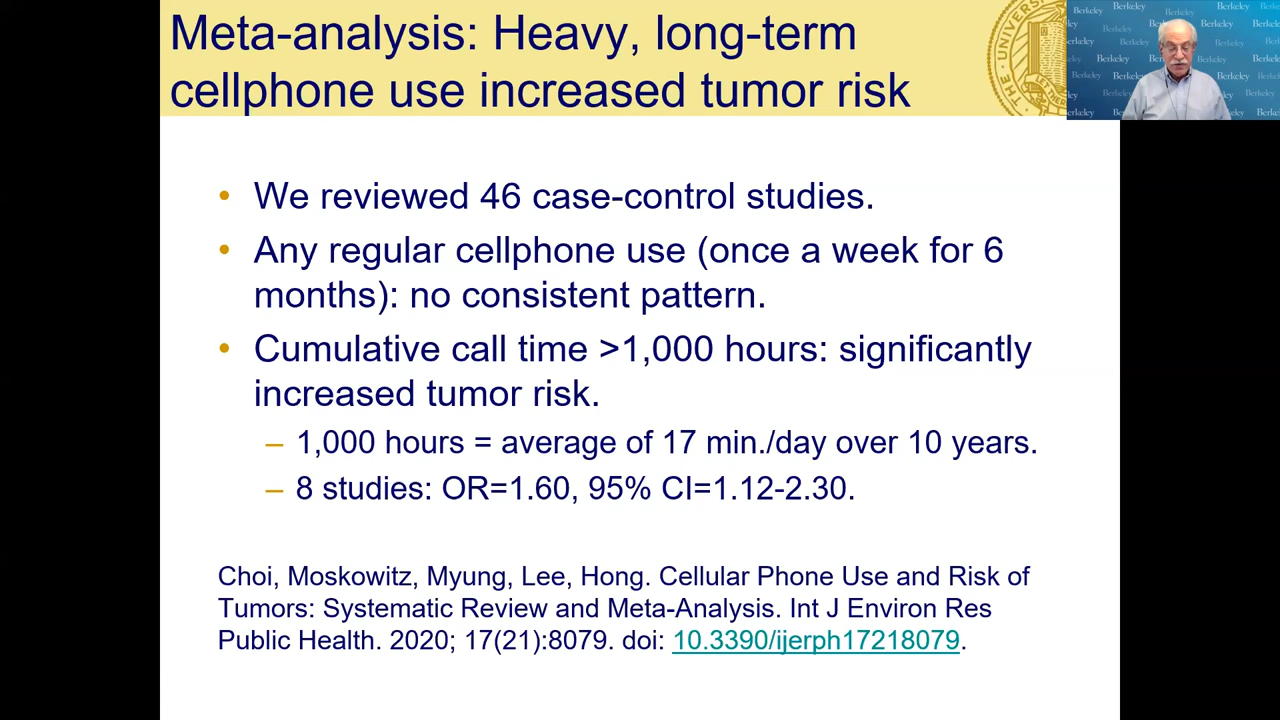 Meta-analysis: Heavy, long-term
cellphone use increased tumor risk
• We reviewed 46 case-control studies.
• Any regular cellphone use (once a week for 6
months): no consistent pattern.
• Cumulative call time >1,000 hours: significantly
increased tumor risk.
– 1,000 hours = average of 17 min./day over 10 years.
– 8 studies: OR=1.60, 95% CI=1.12-2.30.
Choi, Moskowitz, Myung, Lee, Hong. Cellular Phone Use and Risk of
Tumors: Systematic Review and Meta-Analysis. Int J Environ Res
Public Health. 2020; 17(21):8079. doi: 10.3390/ijerph17218079.
THE UNIVERS
Berkeley